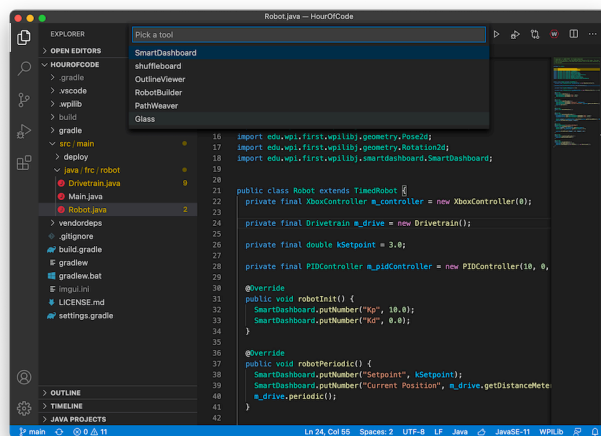 Robot.java — HourOfCode
EXPLORER
OPEN EDITORS
HOUROFCODE
.gradle
.vscode
.wpilib
build
gradle
src / main
deploy
java / frc / robot
Drivetrain.java 9
Main.java
Robot.java 2
vendordeps
.gitignore
build.gradle
gradlew
gradlew.bat
imgui.ini
LICENSE.md
settings.gradle
OUTLINE
TIMELINE
JAVA PROJECTS
Pick a tool
SmartDashboard
shuffleboard
OutlineViewer
RobotBuilder
PathWeaver
Glass
16 import edu.wpi.first.wpilibj.geometry.Pose2d;
17 import edu.wpi.first.wpilibj.geometry.Rotation2d;
18 import edu.wpi.first.wpilibj.smartdashboard.SmartDashboard;
19
20
21 public class Robot extends TimedRobot {
22 private final XboxController m_controller = new XboxController(0);
23
24 private final Drivetrain m_drive = new Drivetrain();
25
26 private final double kSetpoint = 3.0;
27
28 private final PIDController m_pidController = new PIDController(10, 0,
29
30 @Override
31 public void robotInit() {
32 SmartDashboard.putNumber("Kp", 10.0);
33 SmartDashboard.putNumber("Kd", 0.0);
34 }
35
36 @Override
37 public void robotPeriodic() {
38 SmartDashboard.putNumber("Setpoint", kSetpoint);
39 SmartDashboard.putNumber("Current Position", m_drive.getDistanceMete
40 m_drive.periodic();
41 }
42
main 0 11 Ln 24, Col 55 Spaces: 2 UTF-8 LF Java JavaSE-11 WPILib